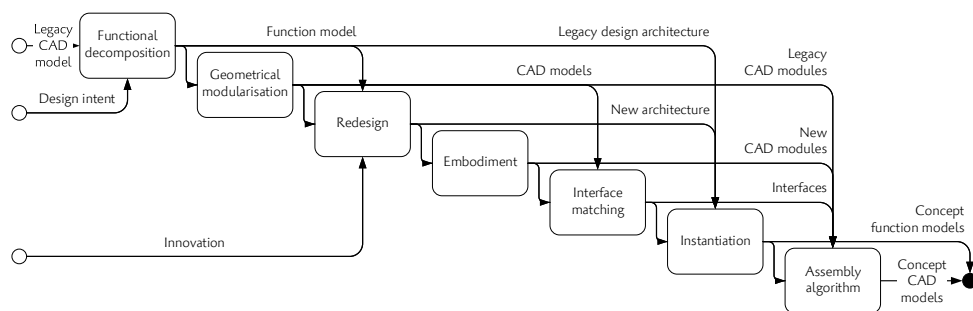 Legacy
CAD
model
Functional
decomposition
Function model
Legacy design architecture
Design intent
Geometrical
modularisation
CAD models
Legacy
CAD modules
Redesign
New architecture
Embodiment
New
CAD modules
Interface
matching
Interfaces
Innovation
Instantiation
Concept
function models
Assembly
algorithm
Concept
CAD
models